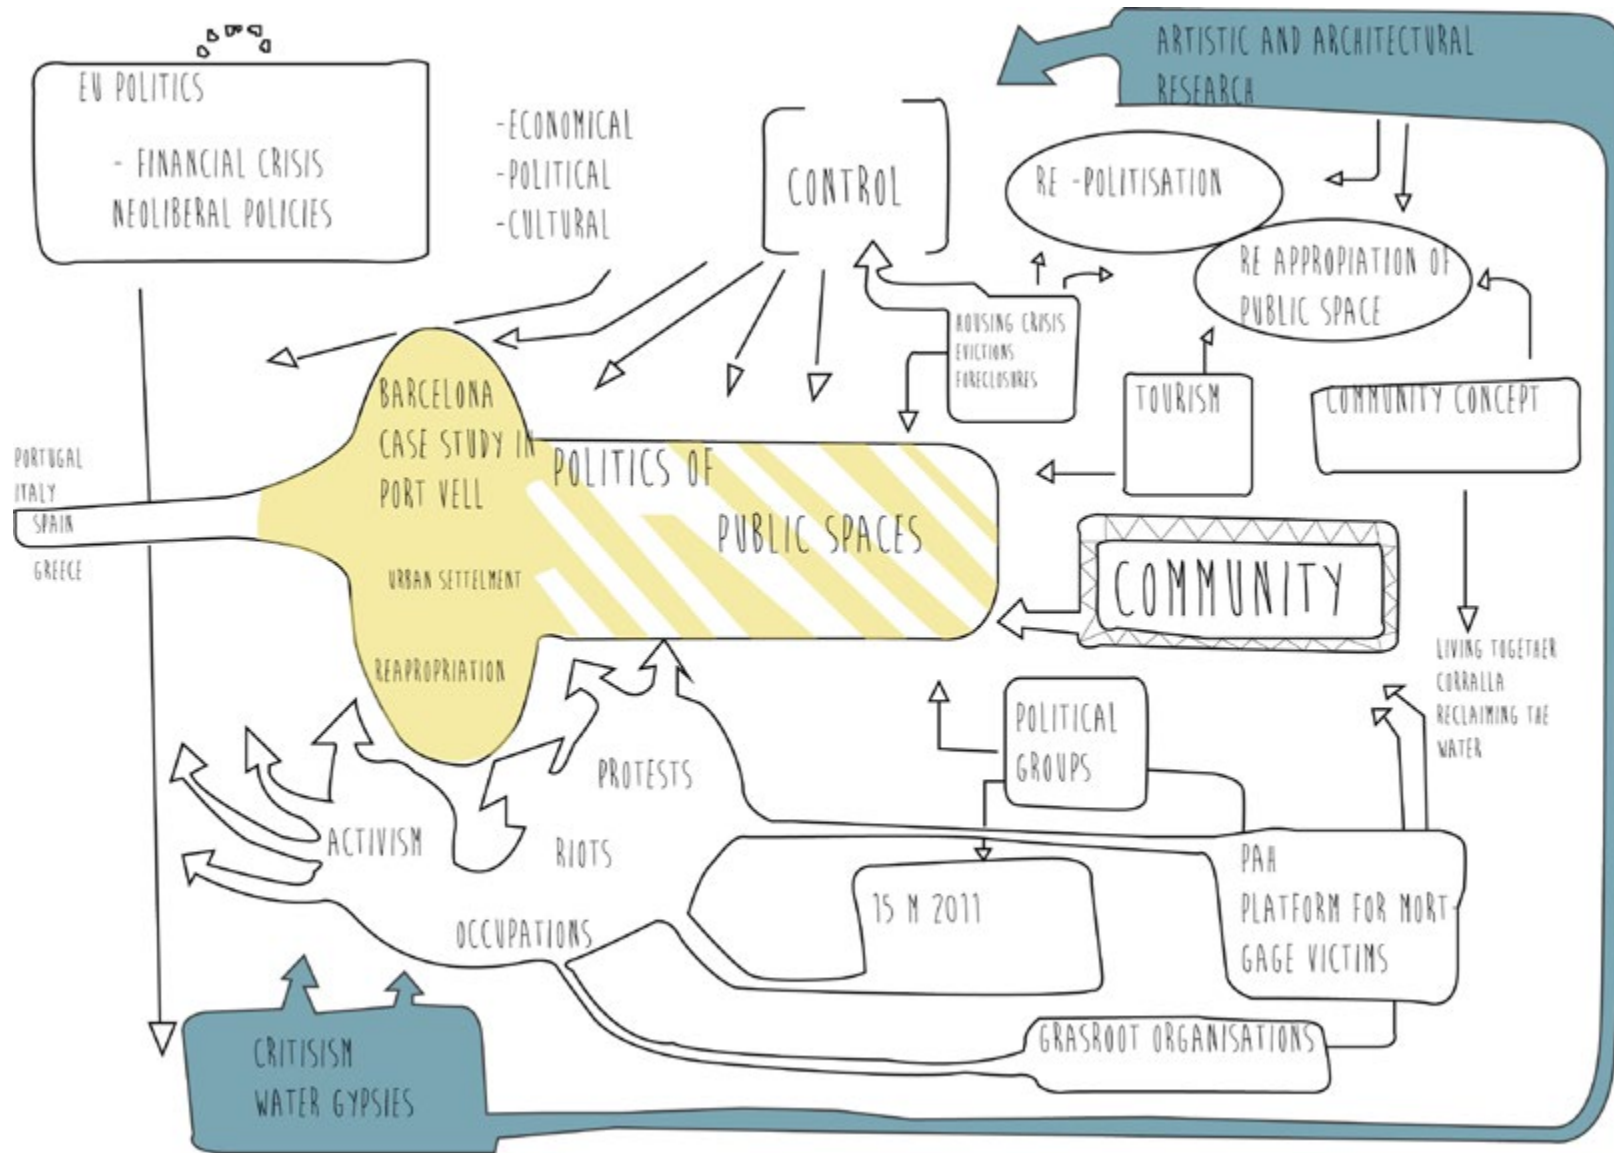 EU POLITICS
- FINANCIAL CRISIS
NEOLIBERAL POLICIES
-ECONOMICAL
-POLITICAL
-CULTURAL
CONTROL
ARTISTIC AND ARCHITECTURAL
RESEARCH
RE -POLITISATION
RE APPROPIATION OF
PUBLIC SPACE
HOUSING CRISIS
EVICTIONS
FORECLOSURES
TOURISM
COMMUNITY CONCEPT
BARCELONA
CASE STUDY IN
PORT VELL
URBAN SETTELMENT
REAPROPRIATION
POLITICS OF
PUBLIC SPACES
PORTUGAL
ITALY
SPAIN
GREECE
COMMUNITY
LIVING TOGETHER
CORRALLA
RECLAIMING THE
WATER
POLITICAL
GROUPS
PROTESTS
ACTIVISM
RIOTS
OCCUPATIONS
15 M 2011
PAH
PLATFORM FOR MORT-
GAGE VICTIMS
GRASROOT ORGANISATIONS
CRITISISM
WATER GYPSIES